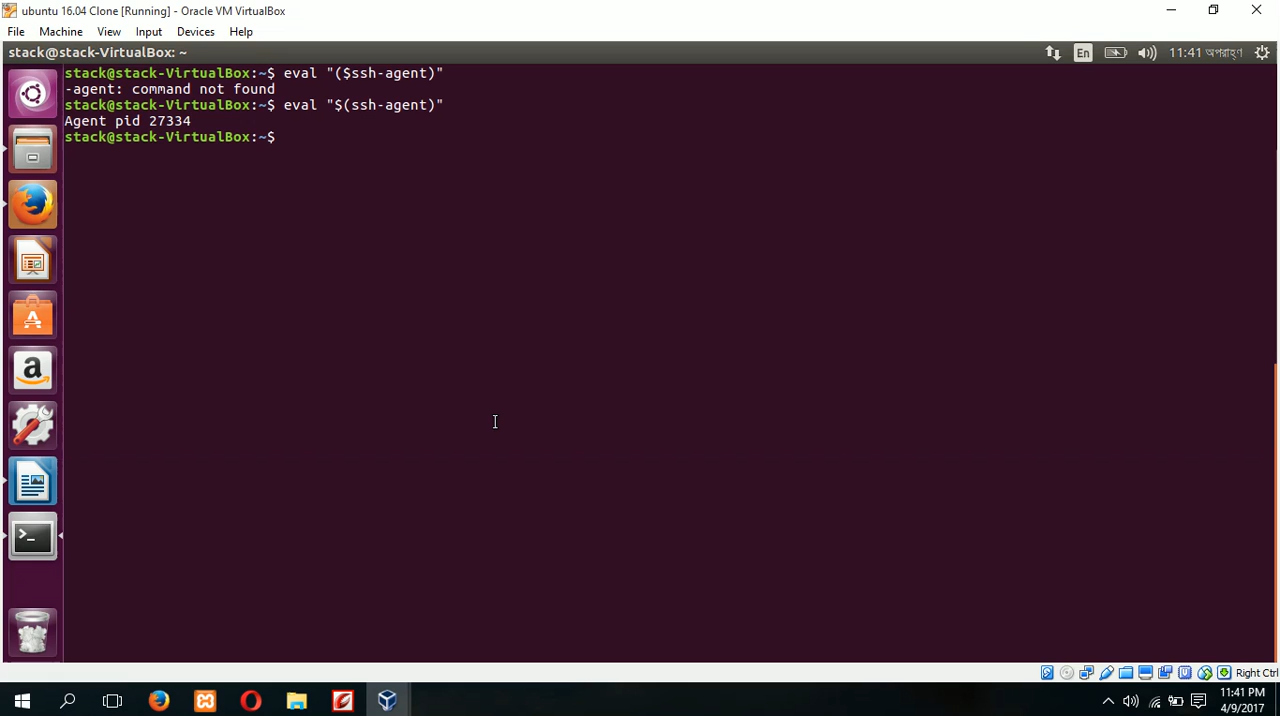 ubuntu 16.04 Clone [Running] - Oracle VM VirtualBox
File Machine View Input Devices Help
stack@stack-VirtualBox: ~
En 11:41 অপরাহ্ণ
stack@stack-VirtualBox:~$ eval "($ssh-agent)"
-agent: command not found
stack@stack-VirtualBox:~$ eval "$(ssh-agent)"
Agent pid 27334
stack@stack-VirtualBox:~$
Right Ctrl
11:41 PM
4/9/2017